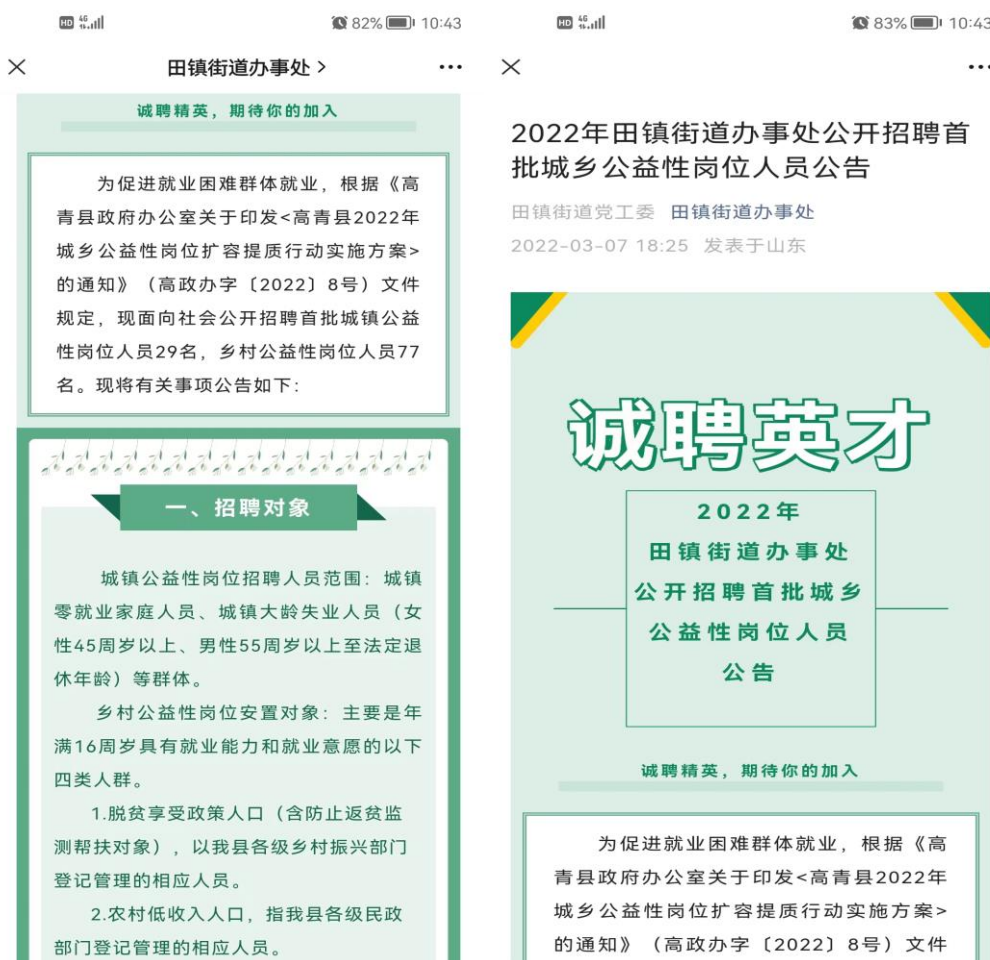 HD 4G 82% 10:43
田镇街道办事处 >
诚聘精英，期待你的加入
为促进就业困难群体就业，根据《高
青县政府办公室关于印发<高青县2022年
城乡公益性岗位扩容提质行动实施方案>
的通知》（高政办字〔2022〕8号）文件
规定，现面向社会公开招聘首批城镇公益
性岗位人员29名，乡村公益性岗位人员77
名。现将有关事项公告如下：
一、招聘对象
城镇公益性岗位招聘人员范围：城镇
零就业家庭人员、城镇大龄失业人员（女
性45周岁以上、男性55周岁以上至法定退
休年龄）等群体。
乡村公益性岗位安置对象：主要是年
满16周岁具有就业能力和就业意愿的以下
四类人群。
1.脱贫享受政策人口（含防止返贫监
测帮扶对象），以我县各级乡村振兴部门
登记管理的相应人员。
2.农村低收入人口，指我县各级民政
部门登记管理的相应人员。
HD 4G 83% 10:43
2022年田镇街道办事处公开招聘首
批城乡公益性岗位人员公告
田镇街道党工委 田镇街道办事处
2022-03-07 18:25 发表于山东
诚聘英才
2022年
田镇街道办事处
公开招聘首批城乡
公益性岗位人员
公告
诚聘精英，期待你的加入
为促进就业困难群体就业，根据《高
青县政府办公室关于印发<高青县2022年
城乡公益性岗位扩容提质行动实施方案>
的通知》（高政办字〔2022〕8号）文件